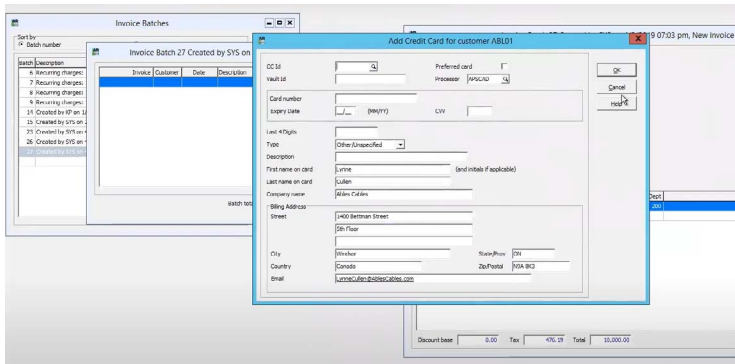 Invoice Batches
Sort by
Batch number
Batch Description
6 Recurring charges:
7 Recurring charges:
8 Recurring charges:
9 Recurring charges:
14 Created by KP on 1/
15 Created by SYS on
23 Created by SYS on
26 Created by SYS on
Invoice Batch 27 Created by SYS on
Invoice Customer Date Description
Batch tot
Add Credit Card for customer ABL01
CC Id
Preferred card
Vault Id
Processor APSCAD
Card number
Expiry Date __/__ (MM/YY) CVV
Last 4 Digits
Type Other/Unspecified
Description
First name on card Lynne (and initials if applicable)
Last name on card Cullen
Company name Ables Cables
Billing Address
Street 1400 Bettman Street
5th Floor
City Windsor State/Prov ON
Country Canada Zip/Postal N9A 8K3
Email LynneCullen@AblesCables.com
OK
Cancel
Help
19 07:03 pm, New Invoice
Dept
200
Discount base 0.00 Tax 476.19 Total 10,000.00